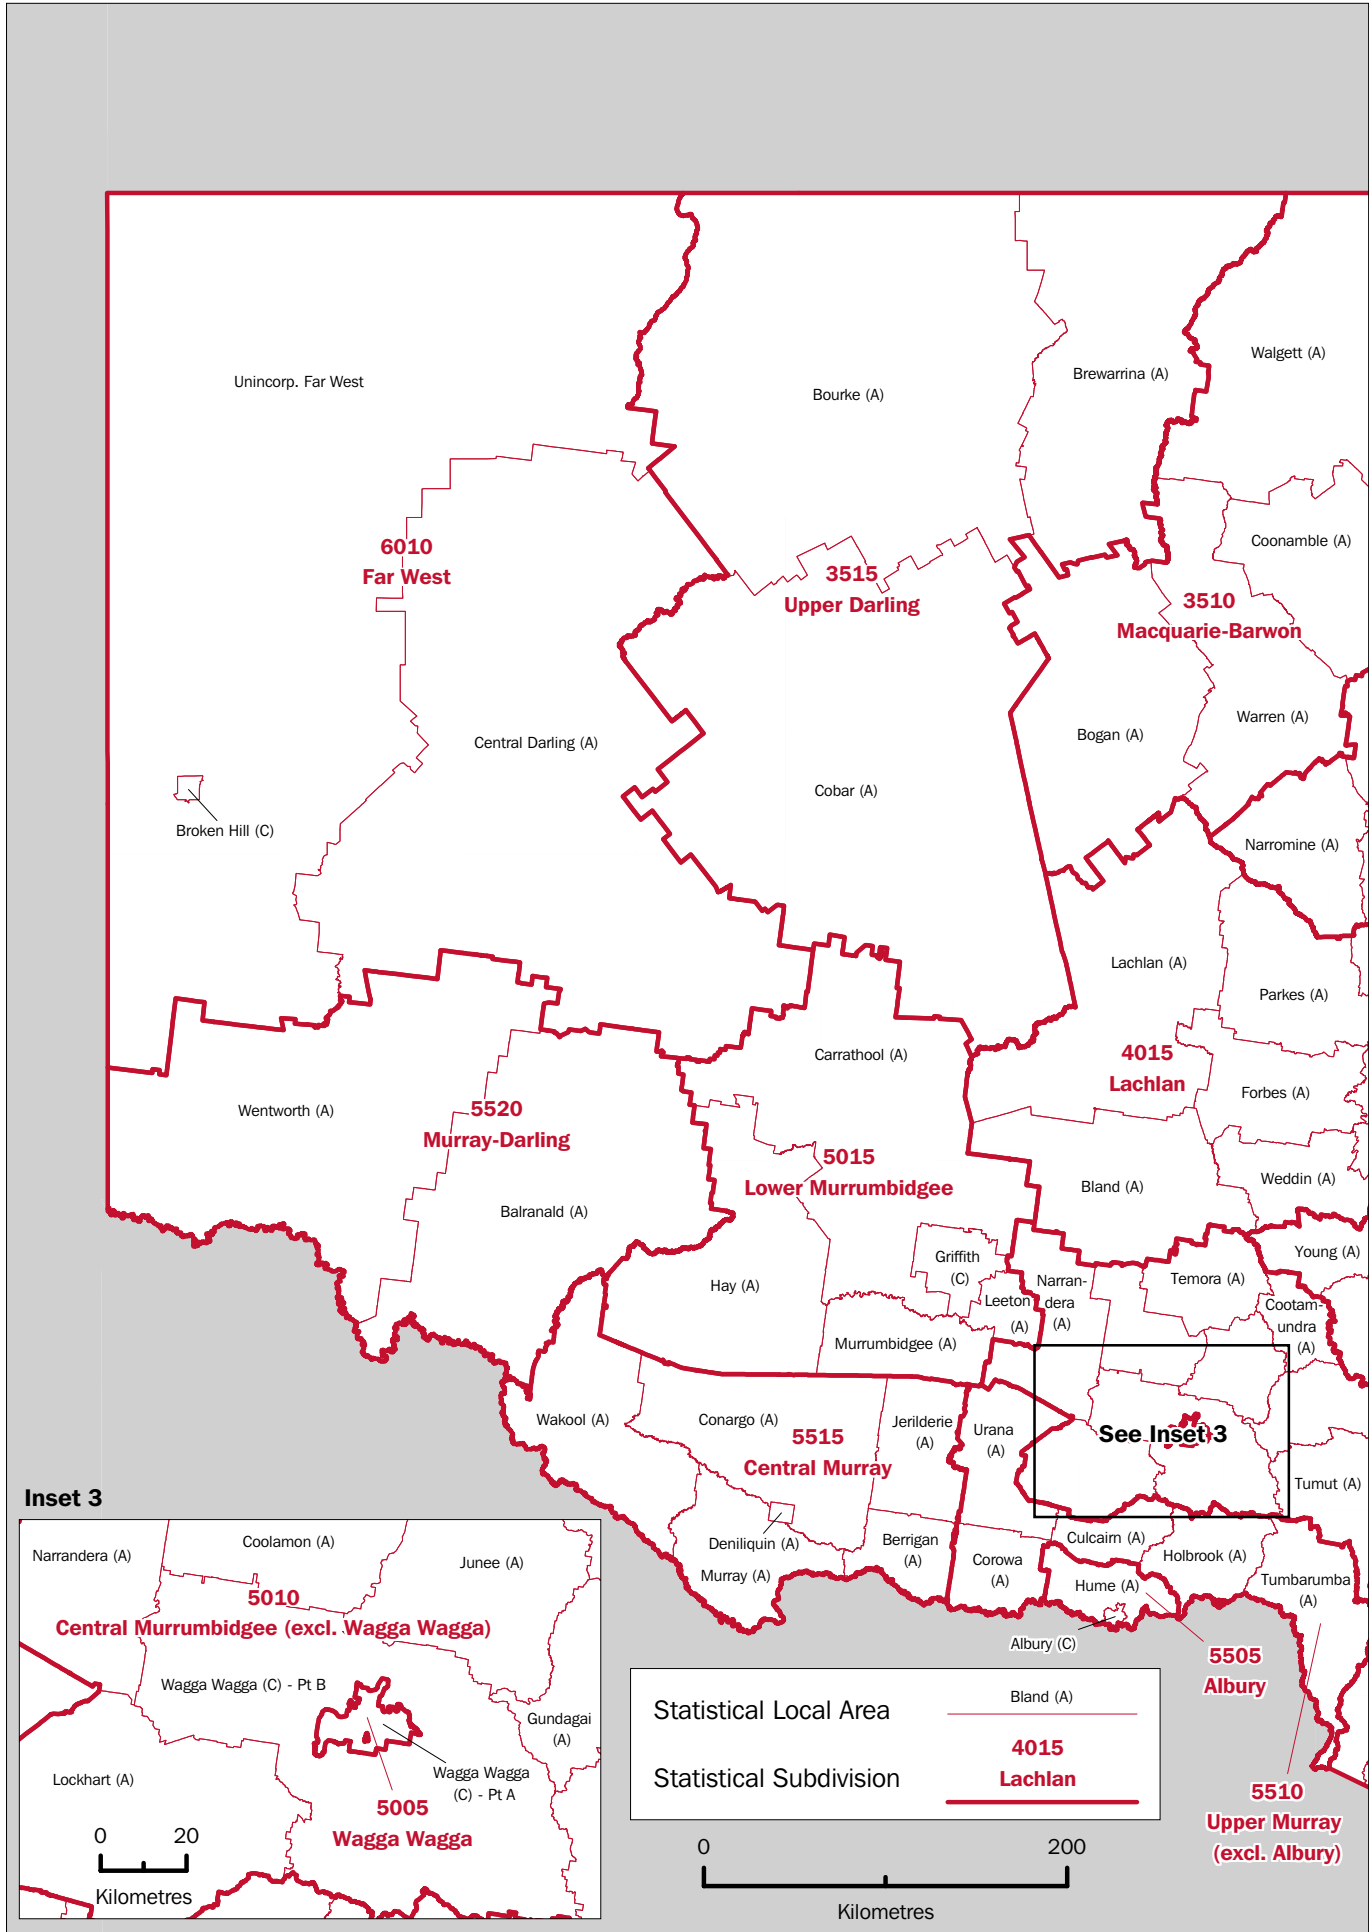 Unincorp. Far West
Bourke (A)
Brewarrina (A)
Walgett (A)
6010
Far West
3515
Upper Darling
Coonamble (A)
3510
Macquarie-Barwon
Central Darling (A)
Cobar (A)
Bogan (A)
Warren (A)
Broken Hill (C)
Narromine (A)
Lachlan (A)
Parkes (A)
Carrathool (A)
4015
Lachlan
Forbes (A)
Wentworth (A)
5520
Murray-Darling
5015
Lower Murrumbidgee
Bland (A)
Weddin (A)
Balranald (A)
Griffith
(C)
Young (A)
Hay (A)
Leeton
(A)
Narran-
dera
(A)
Temora (A)
Cootam-
undra
(A)
Murrumbidgee (A)
Wakool (A)
Conargo (A)
Jerilderie
(A)
Urana
(A)
See Inset 3
5515
Central Murray
Tumut (A)
Deniliquin (A)
Murray (A)
Berrigan
(A)
Corowa
(A)
Culcairn (A)
Holbrook (A)
Hume (A)
Tumbarumba
(A)
Albury (C)
5505
Albury
5510
Upper Murray
(excl. Albury)
Inset 3
Narrandera (A)
Coolamon (A)
Junee (A)
5010
Central Murrumbidgee (excl. Wagga Wagga)
Wagga Wagga (C) - Pt B
Gundagai
(A)
Lockhart (A)
Wagga Wagga
(C) - Pt A
5005
Wagga Wagga
0 20
Kilometres
Statistical Local Area
Bland (A)
Statistical Subdivision
4015
Lachlan
0 200
Kilometres